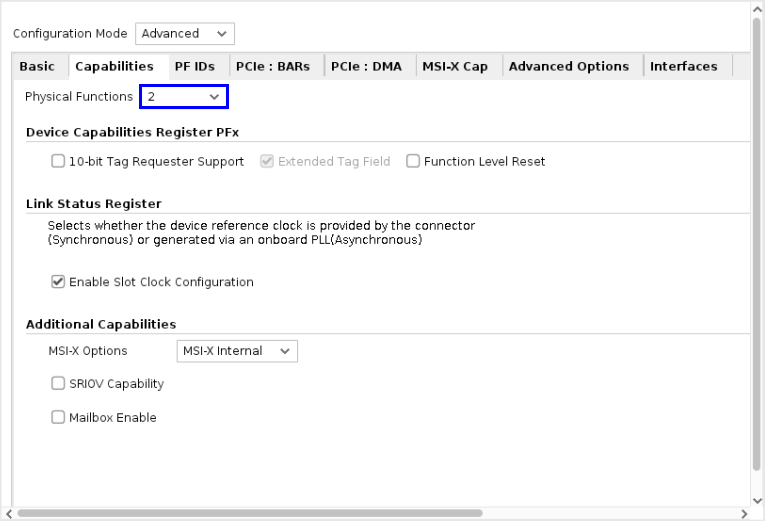 Configuration Mode Advanced
Basic Capabilities PF IDs PCIe : BARs PCIe : DMA MSI-X Cap Advanced Options Interfaces
Physical Functions 2
Device Capabilities Register PFx
10-bit Tag Requester Support Extended Tag Field Function Level Reset
Link Status Register
Selects whether the device reference clock is provided by the connector
(Synchronous) or generated via an onboard PLL(Asynchronous)
Enable Slot Clock Configuration
Additional Capabilities
MSI-X Options MSI-X Internal
SRIOV Capability
Mailbox Enable